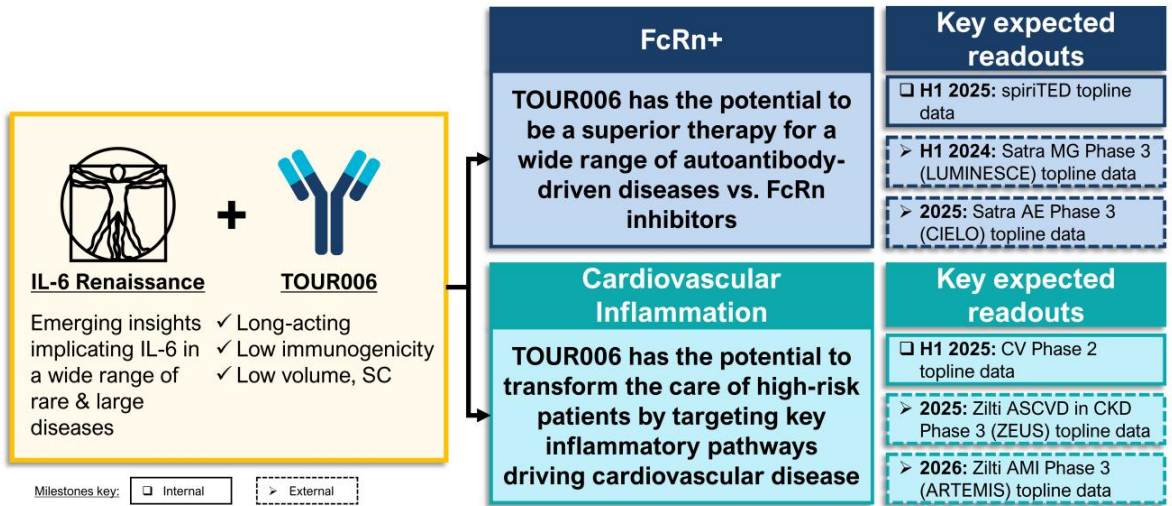 IL-6 Renaissance
Emerging insights
implicating IL-6 in
a wide range of
rare & large
diseases
+
TOUR006
✓ Long-acting
✓ Low immunogenicity
✓ Low volume, SC
FcRn+
TOUR006 has the potential to
be a superior therapy for a
wide range of autoantibody-
driven diseases vs. FcRn
inhibitors
Key expected
readouts
❑ H1 2025: spiriTED topline
data
➢ H1 2024: Satra MG Phase 3
(LUMINESCE) topline data
➢ 2025: Satra AE Phase 3
(CIELO) topline data
Cardiovascular
Inflammation
TOUR006 has the potential to
transform the care of high-risk
patients by targeting key
inflammatory pathways
driving cardiovascular disease
Key expected
readouts
❑ H1 2025: CV Phase 2
topline data
➢ 2025: Zilti ASCVD in CKD
Phase 3 (ZEUS) topline data
➢ 2026: Zilti AMI Phase 3
(ARTEMIS) topline data
Milestones key:
❑ Internal
➢ External